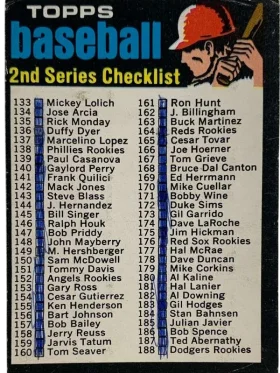 TOPPS
baseball
2nd Series Checklist
133 Mickey Lolich
134 Jose Arcia
135 Rick Monday
136 Duffy Dyer
137 Marcelino Lopez
138 Phillies Rookies
139 Paul Casanova
140 Gaylord Perry
141 Frank Quilici
142 Mack Jones
143 Steve Blass
144 J. Hernandez
145 Bill Singer
146 Ralph Houk
147 Bob Priddy
148 John Mayberry
149 M. Hershberger
150 Sam McDowell
151 Tommy Davis
152 Angels Rookies
153 Gary Ross
154 Cesar Gutierrez
155 Ken Henderson
156 Bart Johnson
157 Bob Bailey
158 Jerry Reuss
159 Jarvis Tatum
160 Tom Seaver
161 Ron Hunt
162 J. Billingham
163 Buck Martinez
164 Reds Rookies
165 Cesar Tovar
166 Joe Hoerner
167 Tom Grieve
168 Bruce Dal Canton
169 Ed Herrmann
170 Mike Cuellar
171 Bobby Wine
172 Duke Sims
173 Gil Garrido
174 Dave LaRoche
175 Jim Hickman
176 Red Sox Rookies
177 Hal McRae
178 Dave Duncan
179 Mike Corkins
180 Al Kaline
181 Hal Lanier
182 Al Downing
183 Gil Hodges
184 Stan Bahnsen
185 Julian Javier
186 Bob Spence
187 Ted Abernathy
188 Dodgers Rookies